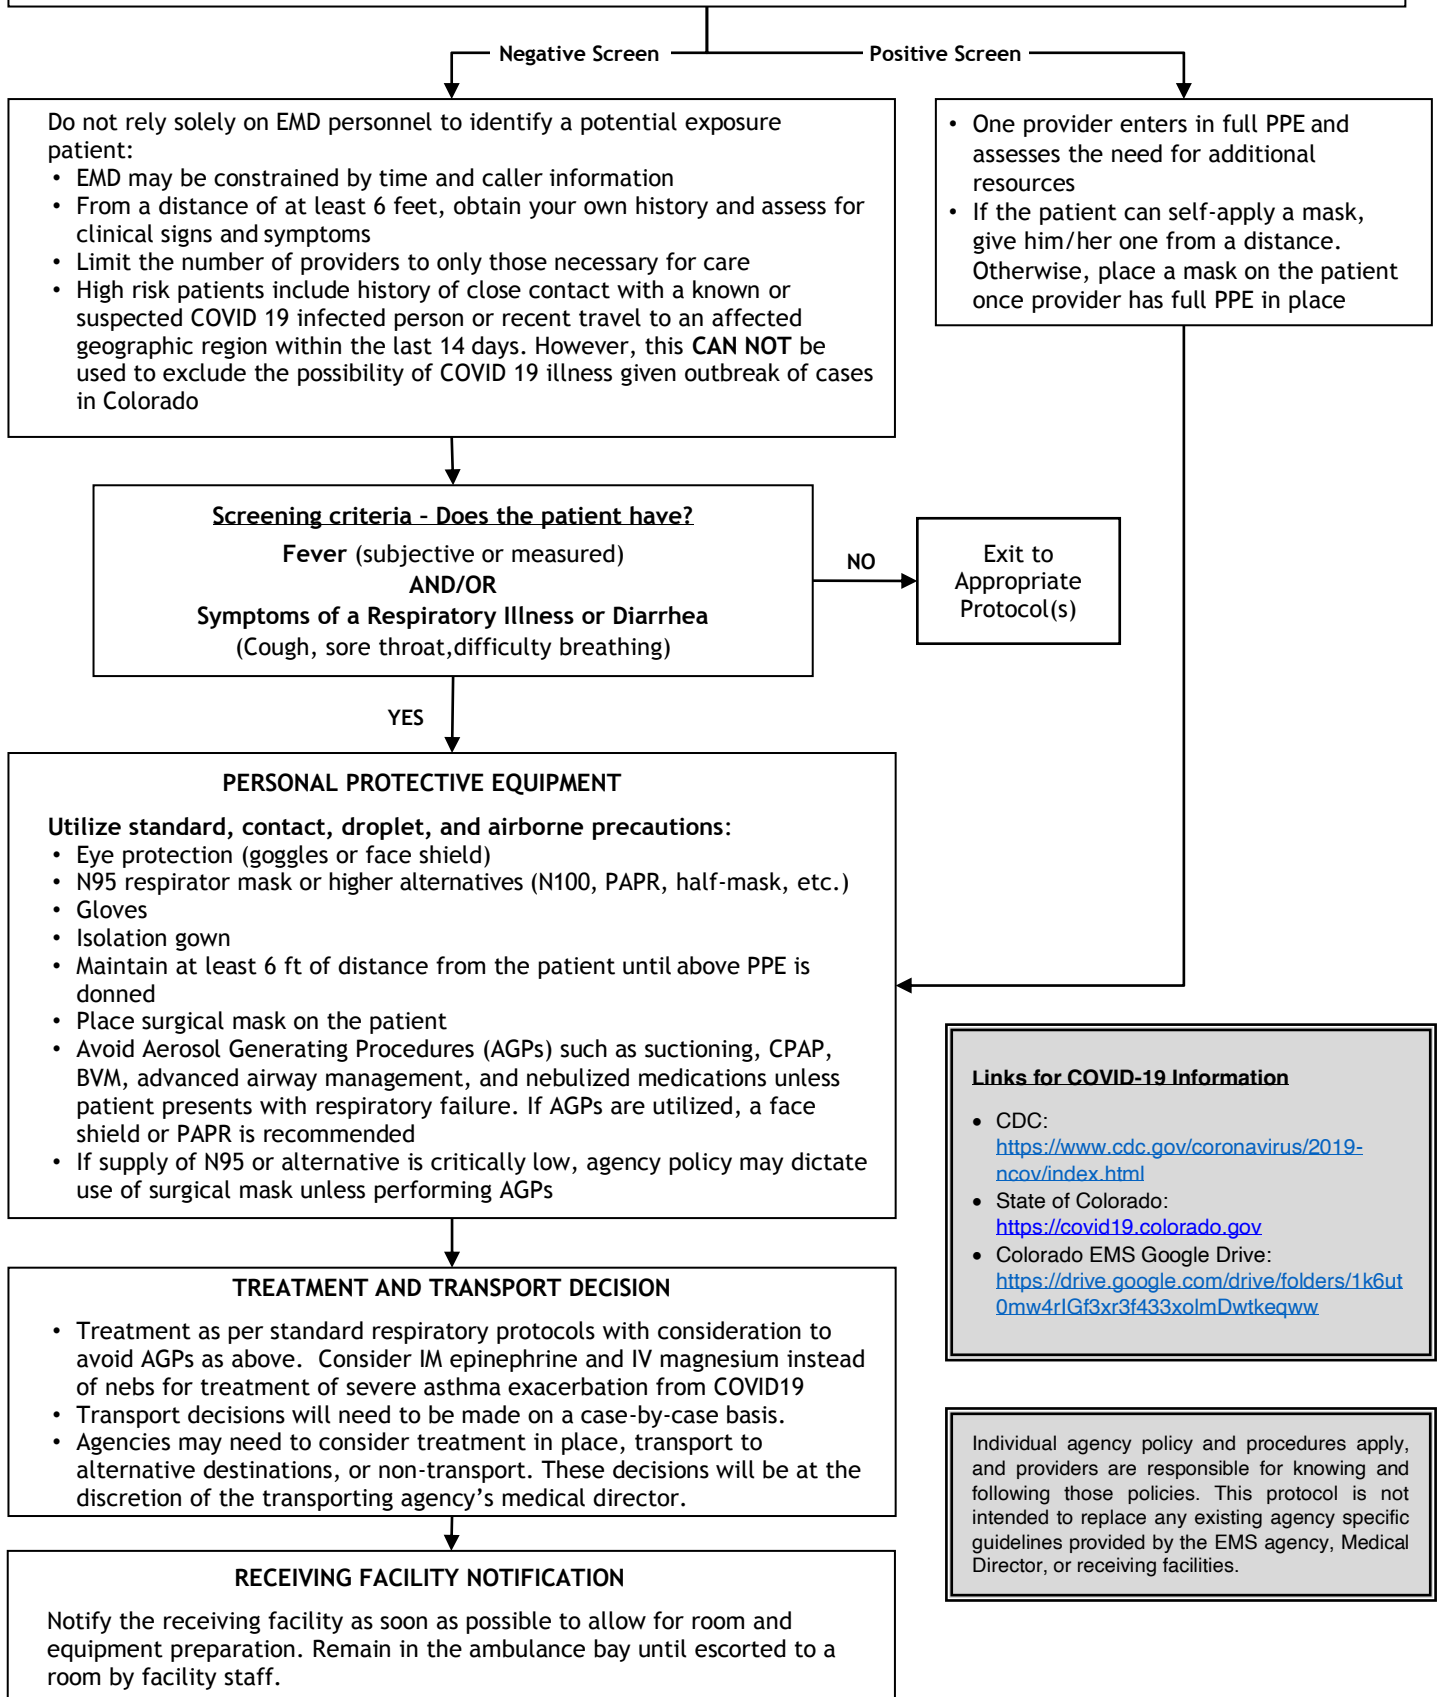 Negative Screen
Positive Screen
Do not rely solely on EMD personnel to identify a potential exposure
patient:
• EMD may be constrained by time and caller information
• From a distance of at least 6 feet, obtain your own history and assess for
clinical signs and symptoms
• Limit the number of providers to only those necessary for care
• High risk patients include history of close contact with a known or
suspected COVID 19 infected person or recent travel to an affected
geographic region within the last 14 days. However, this CAN NOT be
used to exclude the possibility of COVID 19 illness given outbreak of cases
in Colorado
• One provider enters in full PPE and
assesses the need for additional
resources
• If the patient can self-apply a mask,
give him/her one from a distance.
Otherwise, place a mask on the patient
once provider has full PPE in place
Screening criteria – Does the patient have?
Fever (subjective or measured)
AND/OR
Symptoms of a Respiratory Illness or Diarrhea
(Cough, sore throat,difficulty breathing)
NO
Exit to
Appropriate
Protocol(s)
YES
PERSONAL PROTECTIVE EQUIPMENT
Utilize standard, contact, droplet, and airborne precautions:
• Eye protection (goggles or face shield)
• N95 respirator mask or higher alternatives (N100, PAPR, half-mask, etc.)
• Gloves
• Isolation gown
• Maintain at least 6 ft of distance from the patient until above PPE is
donned
• Place surgical mask on the patient
• Avoid Aerosol Generating Procedures (AGPs) such as suctioning, CPAP,
BVM, advanced airway management, and nebulized medications unless
patient presents with respiratory failure. If AGPs are utilized, a face
shield or PAPR is recommended
• If supply of N95 or alternative is critically low, agency policy may dictate
use of surgical mask unless performing AGPs
Links for COVID-19 Information
• CDC:
https://www.cdc.gov/coronavirus/2019-
ncov/index.html
• State of Colorado:
https://covid19.colorado.gov
• Colorado EMS Google Drive:
https://drive.google.com/drive/folders/1k6ut
0mw4rIGf3xr3f433xolmDwtkeqww
TREATMENT AND TRANSPORT DECISION
• Treatment as per standard respiratory protocols with consideration to
avoid AGPs as above.  Consider IM epinephrine and IV magnesium instead
of nebs for treatment of severe asthma exacerbation from COVID19
• Transport decisions will need to be made on a case-by-case basis.
• Agencies may need to consider treatment in place, transport to
alternative destinations, or non-transport. These decisions will be at the
discretion of the transporting agency’s medical director.
Individual agency policy and procedures apply,
and providers are responsible for knowing and
following those policies. This protocol is not
intended to replace any existing agency specific
guidelines provided by the EMS agency, Medical
Director, or receiving facilities.
RECEIVING FACILITY NOTIFICATION
Notify the receiving facility as soon as possible to allow for room and
equipment preparation. Remain in the ambulance bay until escorted to a
room by facility staff.